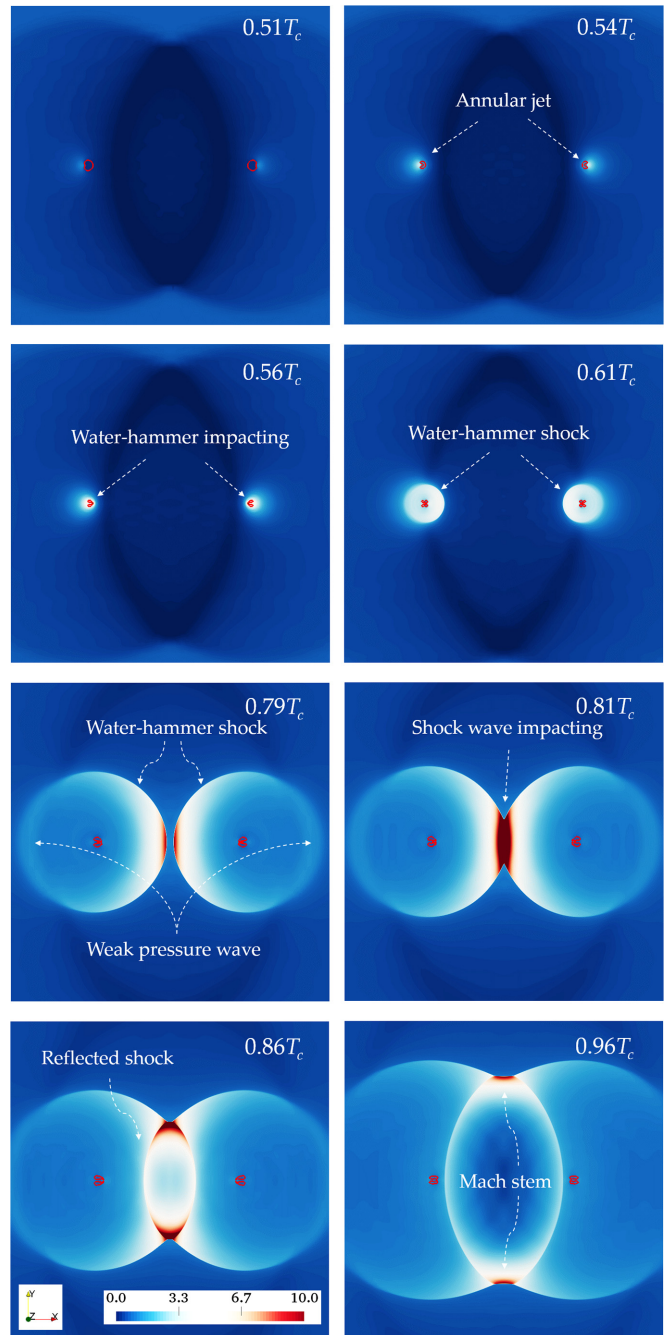 0.51T_c
0.54T_c
Annular jet
0.56T_c
Water-hammer impacting
0.61T_c
Water-hammer shock
0.79T_c
Water-hammer shock
Weak pressure wave
0.81T_c
Shock wave impacting
0.86T_c
Reflected shock
Y
Z X
0.0 3.3 6.7 10.0
0.96T_c
Mach stem